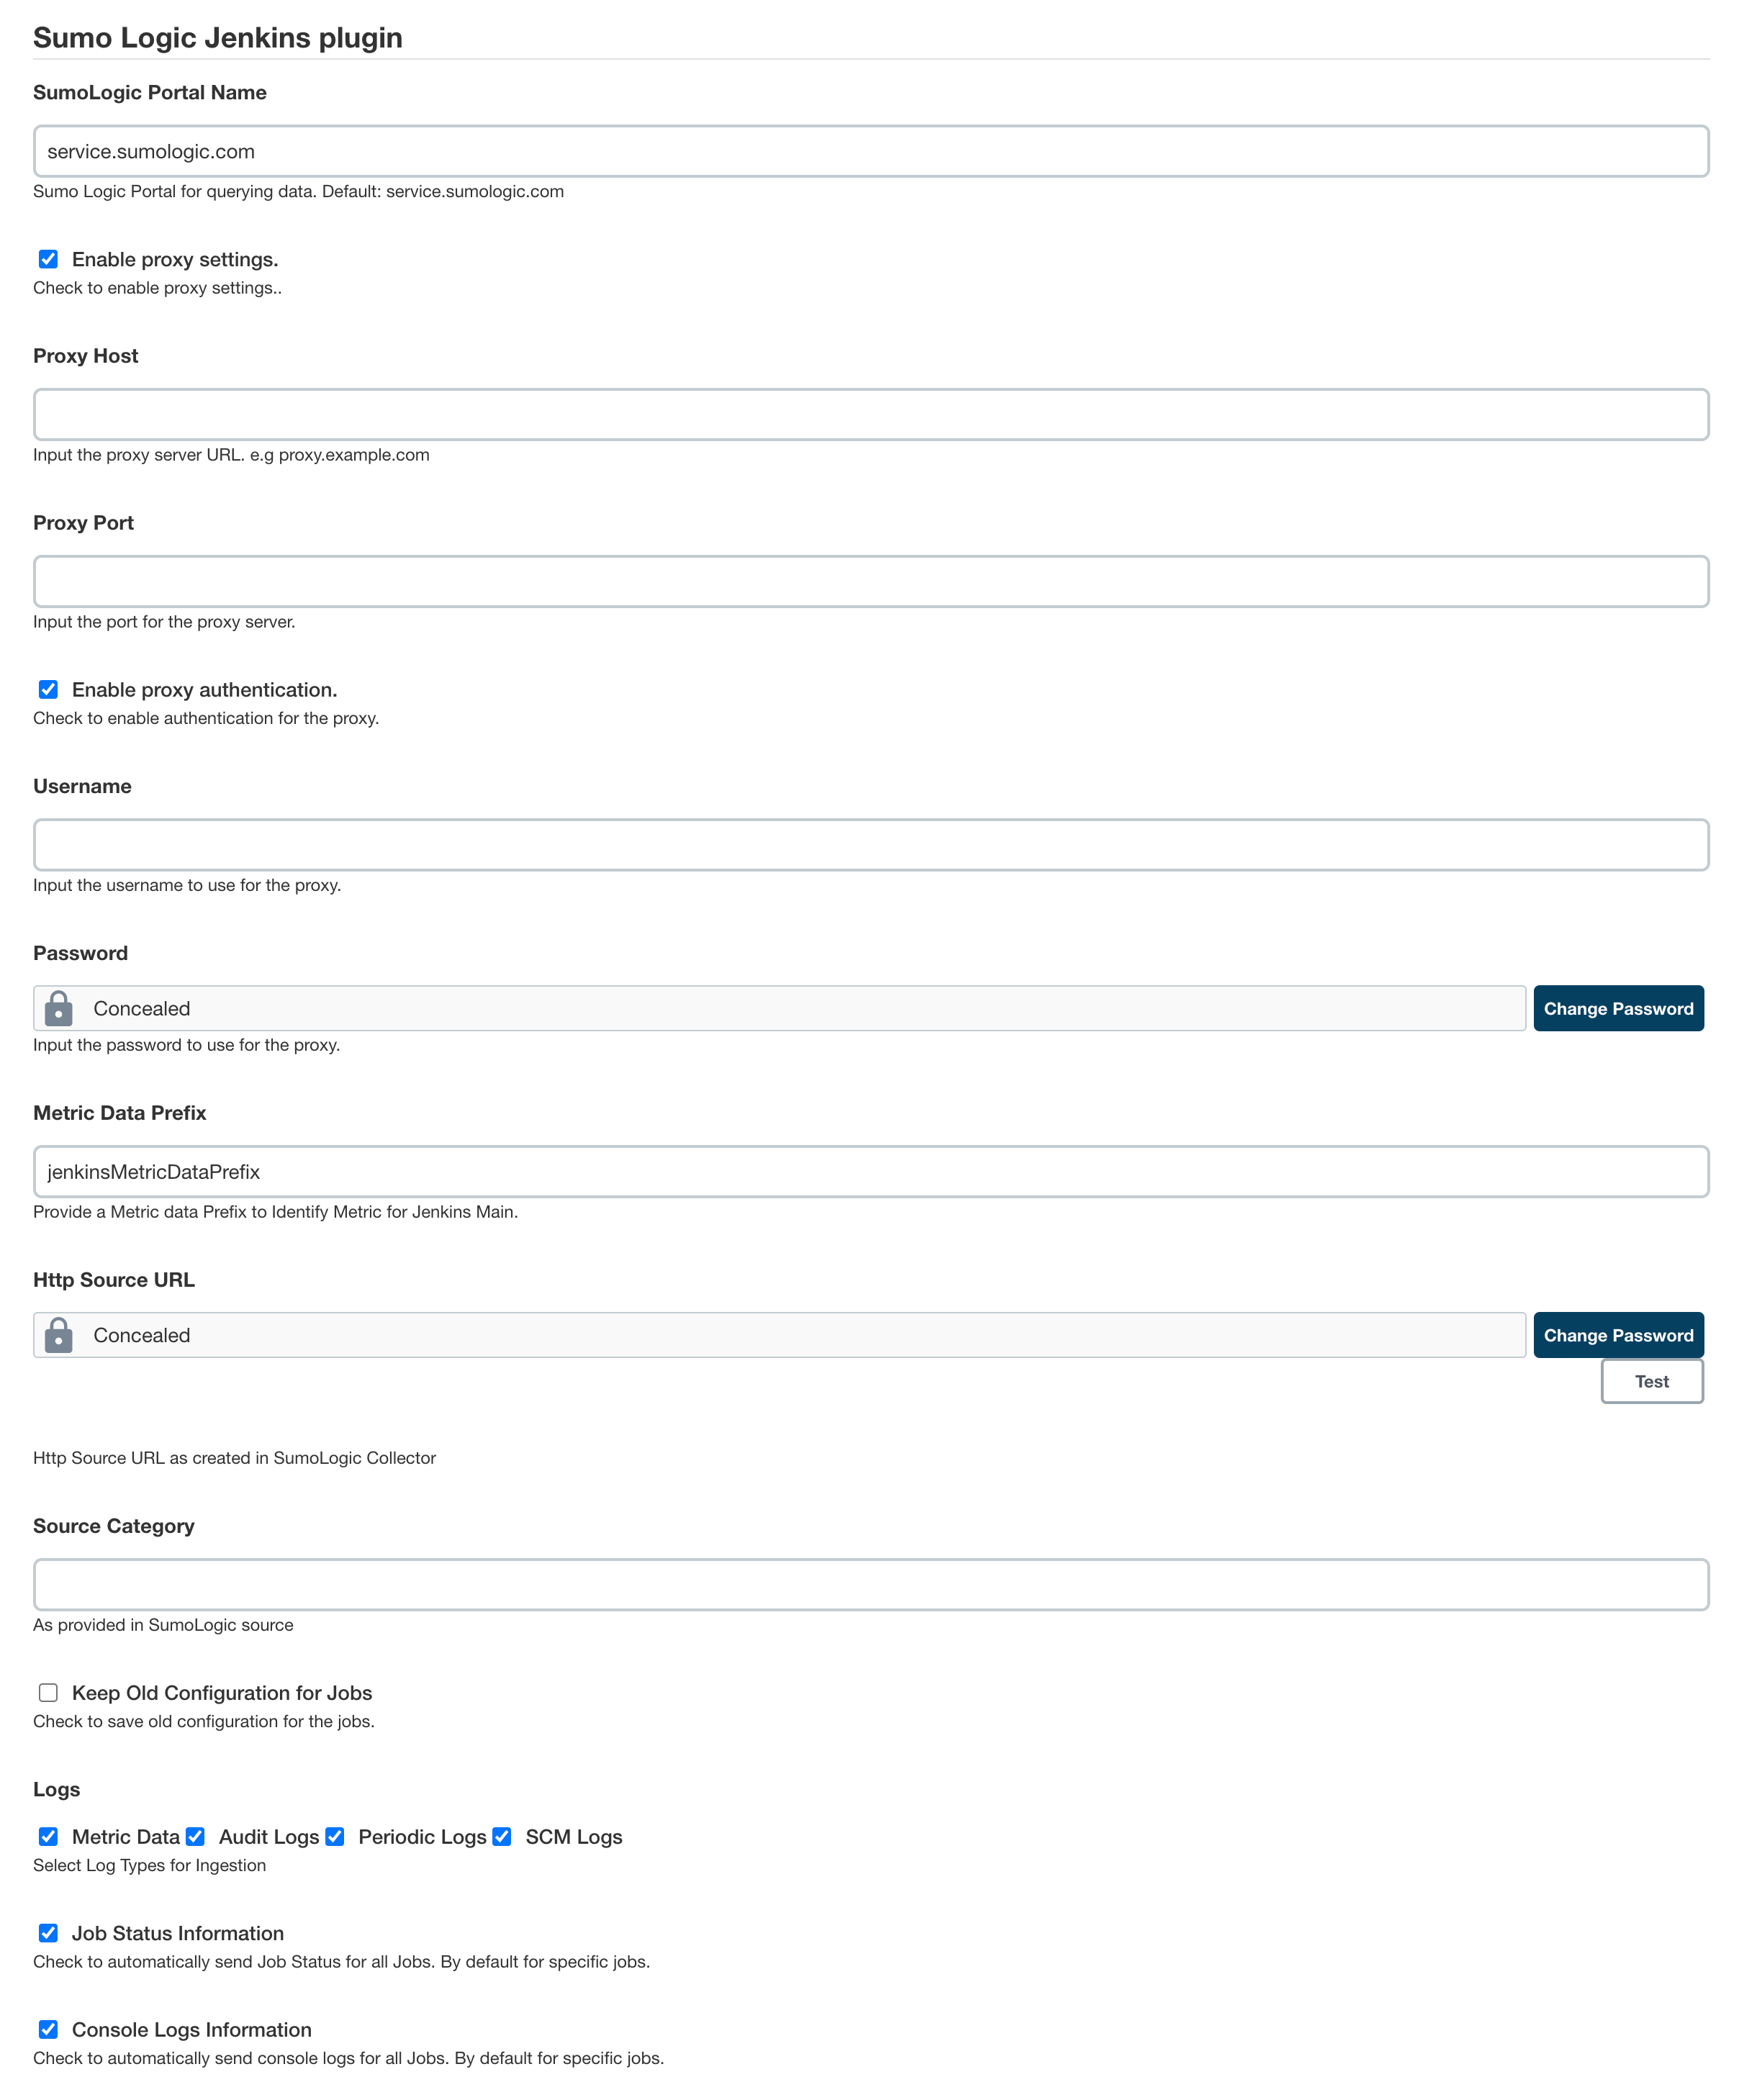 Sumo Logic Jenkins plugin
SumoLogic Portal Name
service.sumologic.com
Sumo Logic Portal for querying data. Default: service.sumologic.com
Enable proxy settings.
Check to enable proxy settings..
Proxy Host
Input the proxy server URL. e.g proxy.example.com
Proxy Port
Input the port for the proxy server.
Enable proxy authentication.
Check to enable authentication for the proxy.
Username
Input the username to use for the proxy.
Password
Concealed Change Password
Input the password to use for the proxy.
Metric Data Prefix
jenkinsMetricDataPrefix
Provide a Metric data Prefix to Identify Metric for Jenkins Main.
Http Source URL
Concealed Change Password
Test
Http Source URL as created in SumoLogic Collector
Source Category
As provided in SumoLogic source
Keep Old Configuration for Jobs
Check to save old configuration for the jobs.
Logs
Metric Data Audit Logs Periodic Logs SCM Logs
Select Log Types for Ingestion
Job Status Information
Check to automatically send Job Status for all Jobs. By default for specific jobs.
Console Logs Information
Check to automatically send console logs for all Jobs. By default for specific jobs.